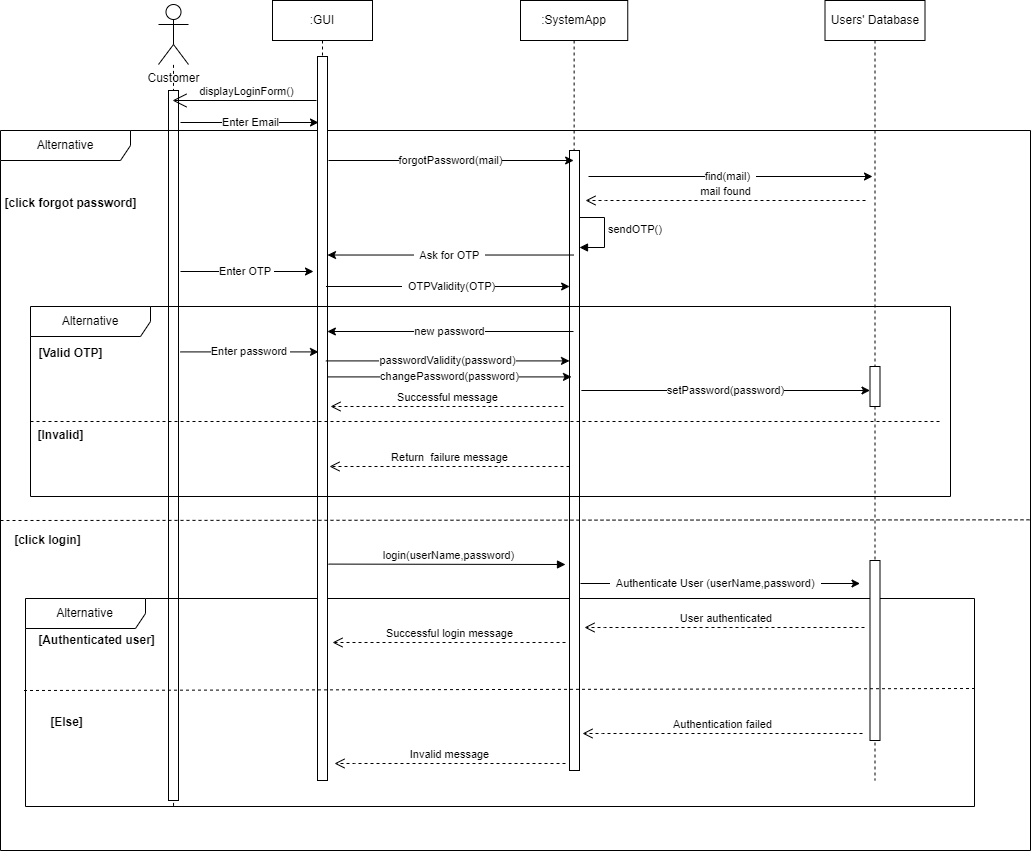 :GUI
:SystemApp
Users' Database
Customer
displayLoginForm()
Enter Email
Alternative
forgotPassword(mail)
find(mail)
mail found
[click forgot password]
sendOTP()
Ask for OTP
Enter OTP
OTPValidity(OTP)
Alternative
new password
[Valid OTP]
Enter password
passwordValidity(password)
changePassword(password)
setPassword(password)
Successful message
[Invalid]
Return failure message
[click login]
login(userName,password)
Authenticate User (userName,password)
Alternative
User authenticated
Successful login message
[Authenticated user]
[Else]
Authentication failed
Invalid message